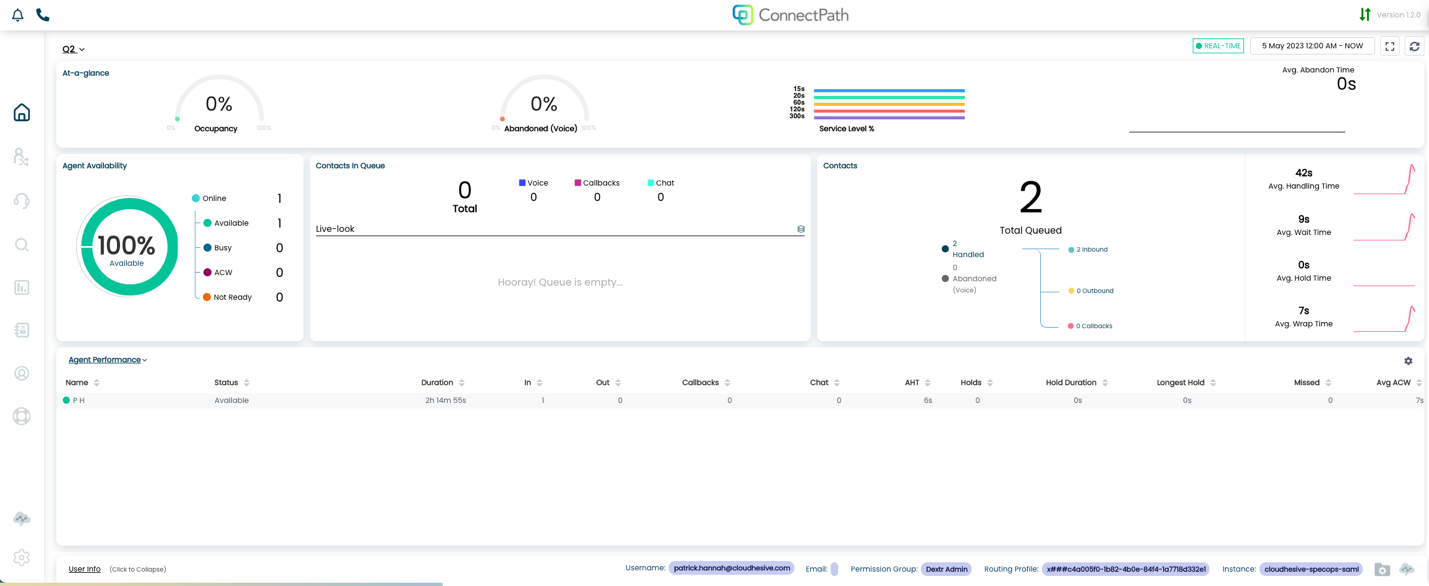 ConnectPath
Version 1.2.0
Q2
REAL-TIME
5 May 2023 12:00 AM - NOW
At-a-glance
0%
0%
100%
Occupancy
0%
0%
100%
Abandoned (Voice)
15s
20s
60s
120s
300s
Service Level %
Avg. Abandon Time
0s
Agent Availability
100%
Available
Online 1
Available 1
Busy 0
ACW 0
Not Ready 0
Contacts In Queue
0
Total
Voice
0
Callbacks
0
Chat
0
Live-look
Hooray! Queue is empty...
Contacts
2
Total Queued
2
Handled
0
Abandoned
(Voice)
2 Inbound
0 Outbound
0 Callbacks
42s
Avg. Handling Time
9s
Avg. Wait Time
0s
Avg. Hold Time
7s
Avg. Wrap Time
Agent Performance
Name Status Duration In Out Callbacks Chat AHT Holds Hold Duration Longest Hold Missed Avg ACW
P H Available 2h 14m 55s 1 0 0 0 6s 0 0s 0s 0 7s
User Info (Click to Collapse) Username: patrick.hannah@cloudhesive.com Email: Permission Group: Dextr Admin Routing Profile: x###c4a005f0-1b82-4b0e-84f4-1a7718d332e1 Instance: cloudhesive-specops-saml